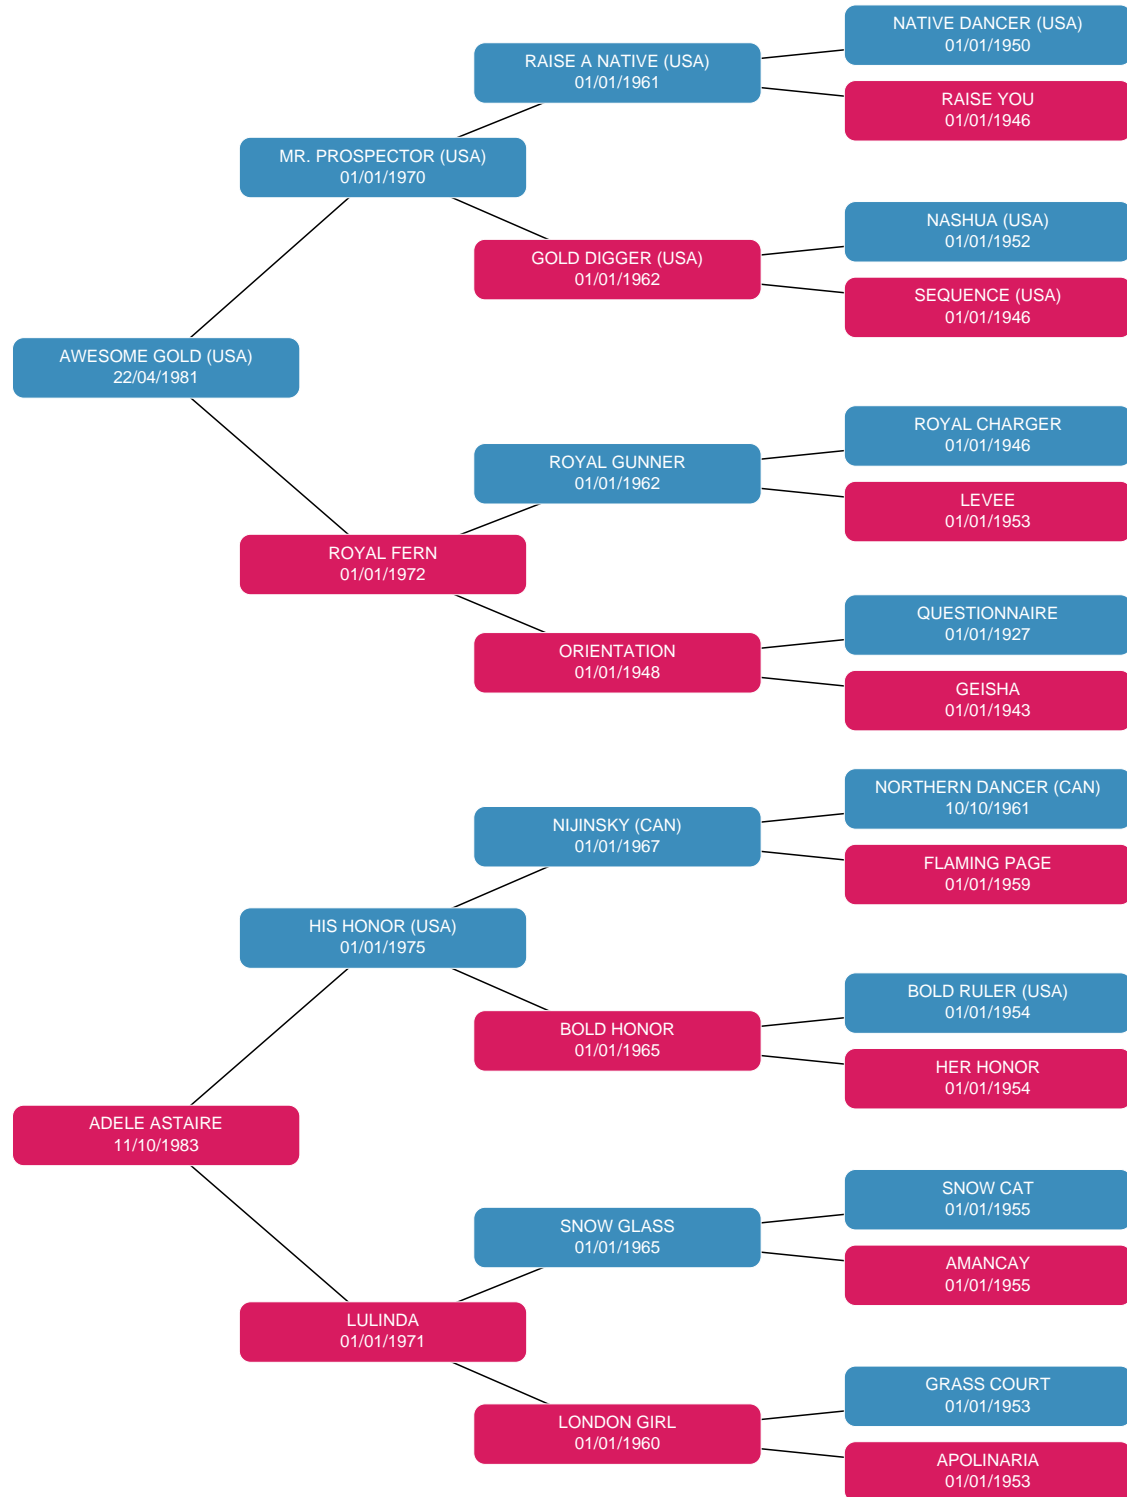 NATIVE DANCER (USA)
01/01/1950
RAISE A NATIVE (USA)
01/01/1961
RAISE YOU
01/01/1946
MR. PROSPECTOR (USA)
01/01/1970
NASHUA (USA)
01/01/1952
GOLD DIGGER (USA)
01/01/1962
SEQUENCE (USA)
01/01/1946
AWESOME GOLD (USA)
22/04/1981
ROYAL CHARGER
01/01/1946
ROYAL GUNNER
01/01/1962
LEVEE
01/01/1953
ROYAL FERN
01/01/1972
QUESTIONNAIRE
01/01/1927
ORIENTATION
01/01/1948
GEISHA
01/01/1943
NORTHERN DANCER (CAN)
10/10/1961
NIJINSKY (CAN)
01/01/1967
FLAMING PAGE
01/01/1959
HIS HONOR (USA)
01/01/1975
BOLD RULER (USA)
01/01/1954
BOLD HONOR
01/01/1965
HER HONOR
01/01/1954
ADELE ASTAIRE
11/10/1983
SNOW CAT
01/01/1955
SNOW GLASS
01/01/1965
AMANCAY
01/01/1955
LULINDA
01/01/1971
GRASS COURT
01/01/1953
LONDON GIRL
01/01/1960
APOLINARIA
01/01/1953